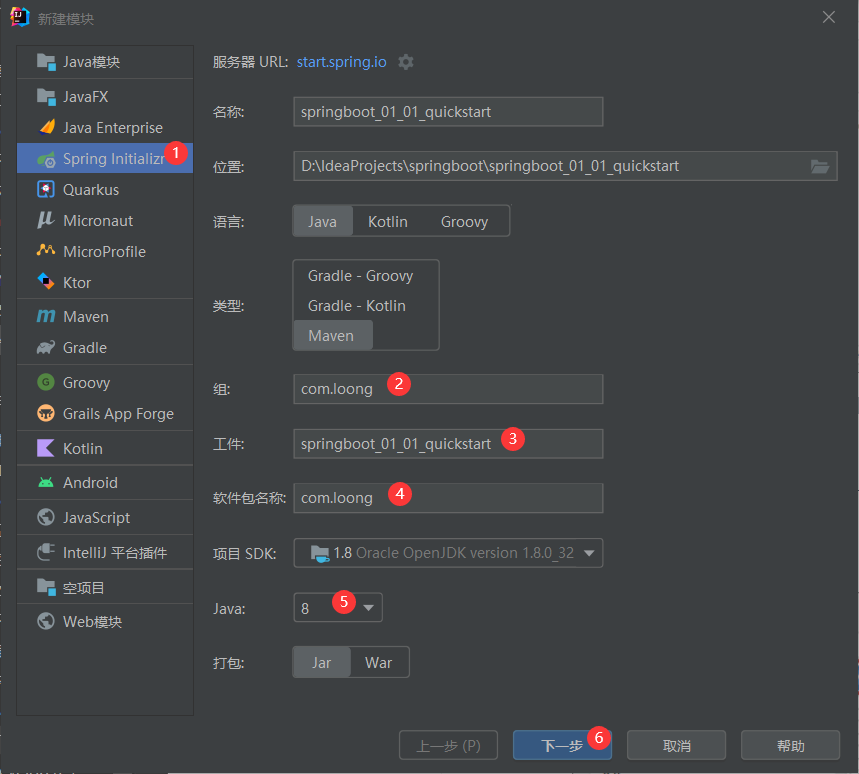 新建模块
Java模块
JavaFX
Java Enterprise
Spring Initializr 1
Quarkus
Micronaut
MicroProfile
Ktor
Maven
Gradle
Groovy
Grails App Forge
Kotlin
Android
JavaScript
IntelliJ 平台插件
空项目
Web模块
服务器 URL: start.spring.io
名称: springboot_01_01_quickstart
位置: D:\IdeaProjects\springboot\springboot_01_01_quickstart
语言: Java Kotlin Groovy
类型: Gradle - Groovy
Gradle - Kotlin
Maven
组: com.loong 2
工件: springboot_01_01_quickstart 3
软件包名称: com.loong 4
项目 SDK: 1.8 Oracle OpenJDK version 1.8.0_32
Java: 8 5
打包: Jar War
上一步 (P) 下一步 6 取消 帮助